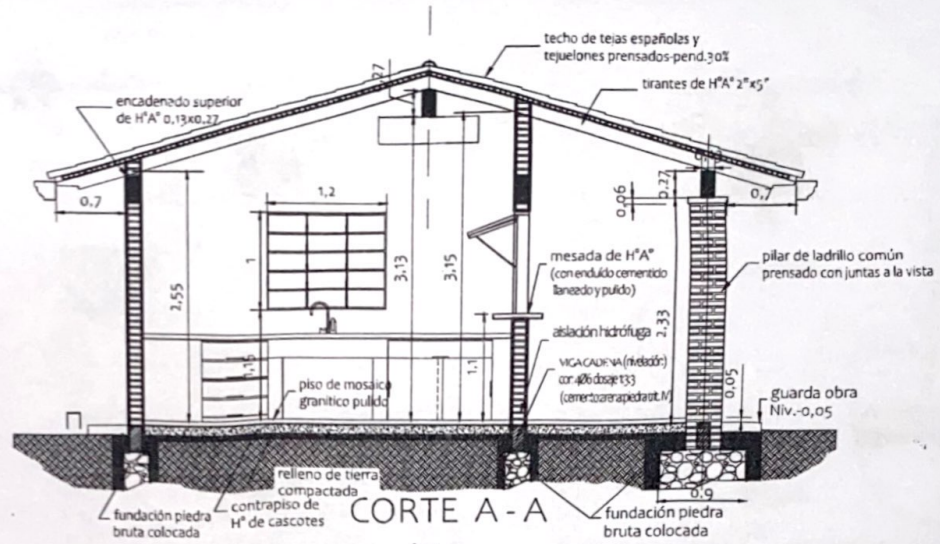 techo de tejas españolas y
tejuelones prensados-pend.30%
tirantes de H°A° 2"x5"
27
encadenado superior
de H°A° 0,13x0.27
0,7
1,2
1
2,55
3,13
3,15
0,06
0,27
0,7
mesada de H°A°
(con enduido cementicio
llaneado y pulido)
pilar de ladrillo común
prensado con juntas a la vista
aislación hidrófuga
2,33
1,15
1,1
VIGA CADENA (nivelación)
con 4Ø6 dosaje 1:3:3
piso de mosaico
granitico pulido
0,05
guarda obra
Niv.-0,05
relleno de tierra
compactada
contrapiso de
H° de cascotes
fundación piedra
bruta colocada
CORTE A - A
0,9
fundación piedra
bruta colocada